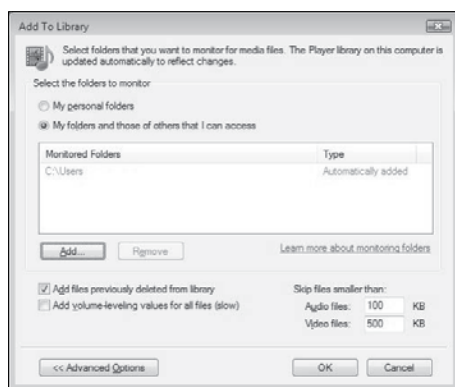 Add To Library
Select folders that you want to monitor for media files. The Player library on this computer is
updated automatically to reflect changes.
Select the folders to monitor
My personal folders
My folders and those of others that I can access
Monitored Folders Type
C:\Users Automatically added
Add... Remove Learn more about monitoring folders
Add files previously deleted from library Skip files smaller than:
Add volume-leveling values for all files (slow) Audio files: 100 KB
Video files: 500 KB
<< Advanced Options OK Cancel